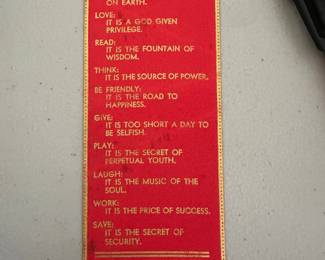 ON EARTH.
LOVE:
IT IS A GOD GIVEN
PRIVILEGE.
READ:
IT IS THE FOUNTAIN OF
WISDOM.
THINK:
IT IS THE SOURCE OF POWER.
BE FRIENDLY:
IT IS THE ROAD TO
HAPPINESS.
GIVE:
IT IS TOO SHORT A DAY TO
BE SELFISH.
PLAY:
IT IS THE SECRET OF
PERPETUAL YOUTH.
LAUGH:
IT IS THE MUSIC OF THE
SOUL.
WORK:
IT IS THE PRICE OF SUCCESS.
SAVE:
IT IS THE SECRET OF
SECURITY.